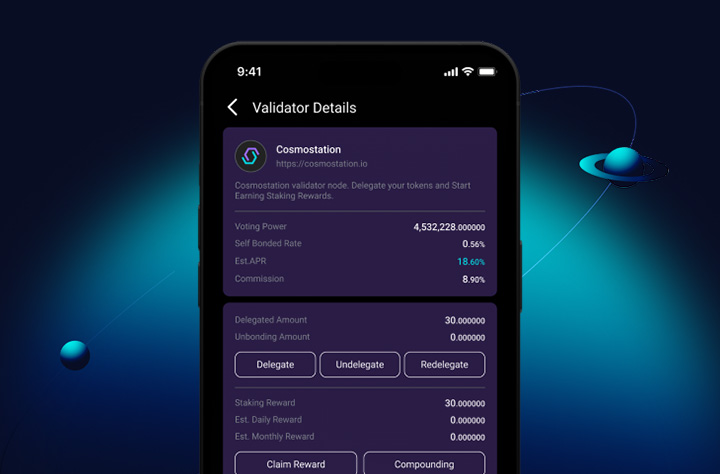 9:41
Validator Details
Cosmostation
https://cosmostation.io
Cosmostation validator node. Delegate your tokens and Start
Earning Staking Rewards.
Voting Power 4,532,228.000000
Self Bonded Rate 0.56%
Est.APR 18.60%
Commission 8.90%
Delegated Amount 30.000000
Unbonding Amount 0.000000
Delegate Undelegate Redelegate
Staking Reward 30.000000
Est. Daily Reward 0.000000
Est. Monthly Reward 0.000000
Claim Reward Compounding